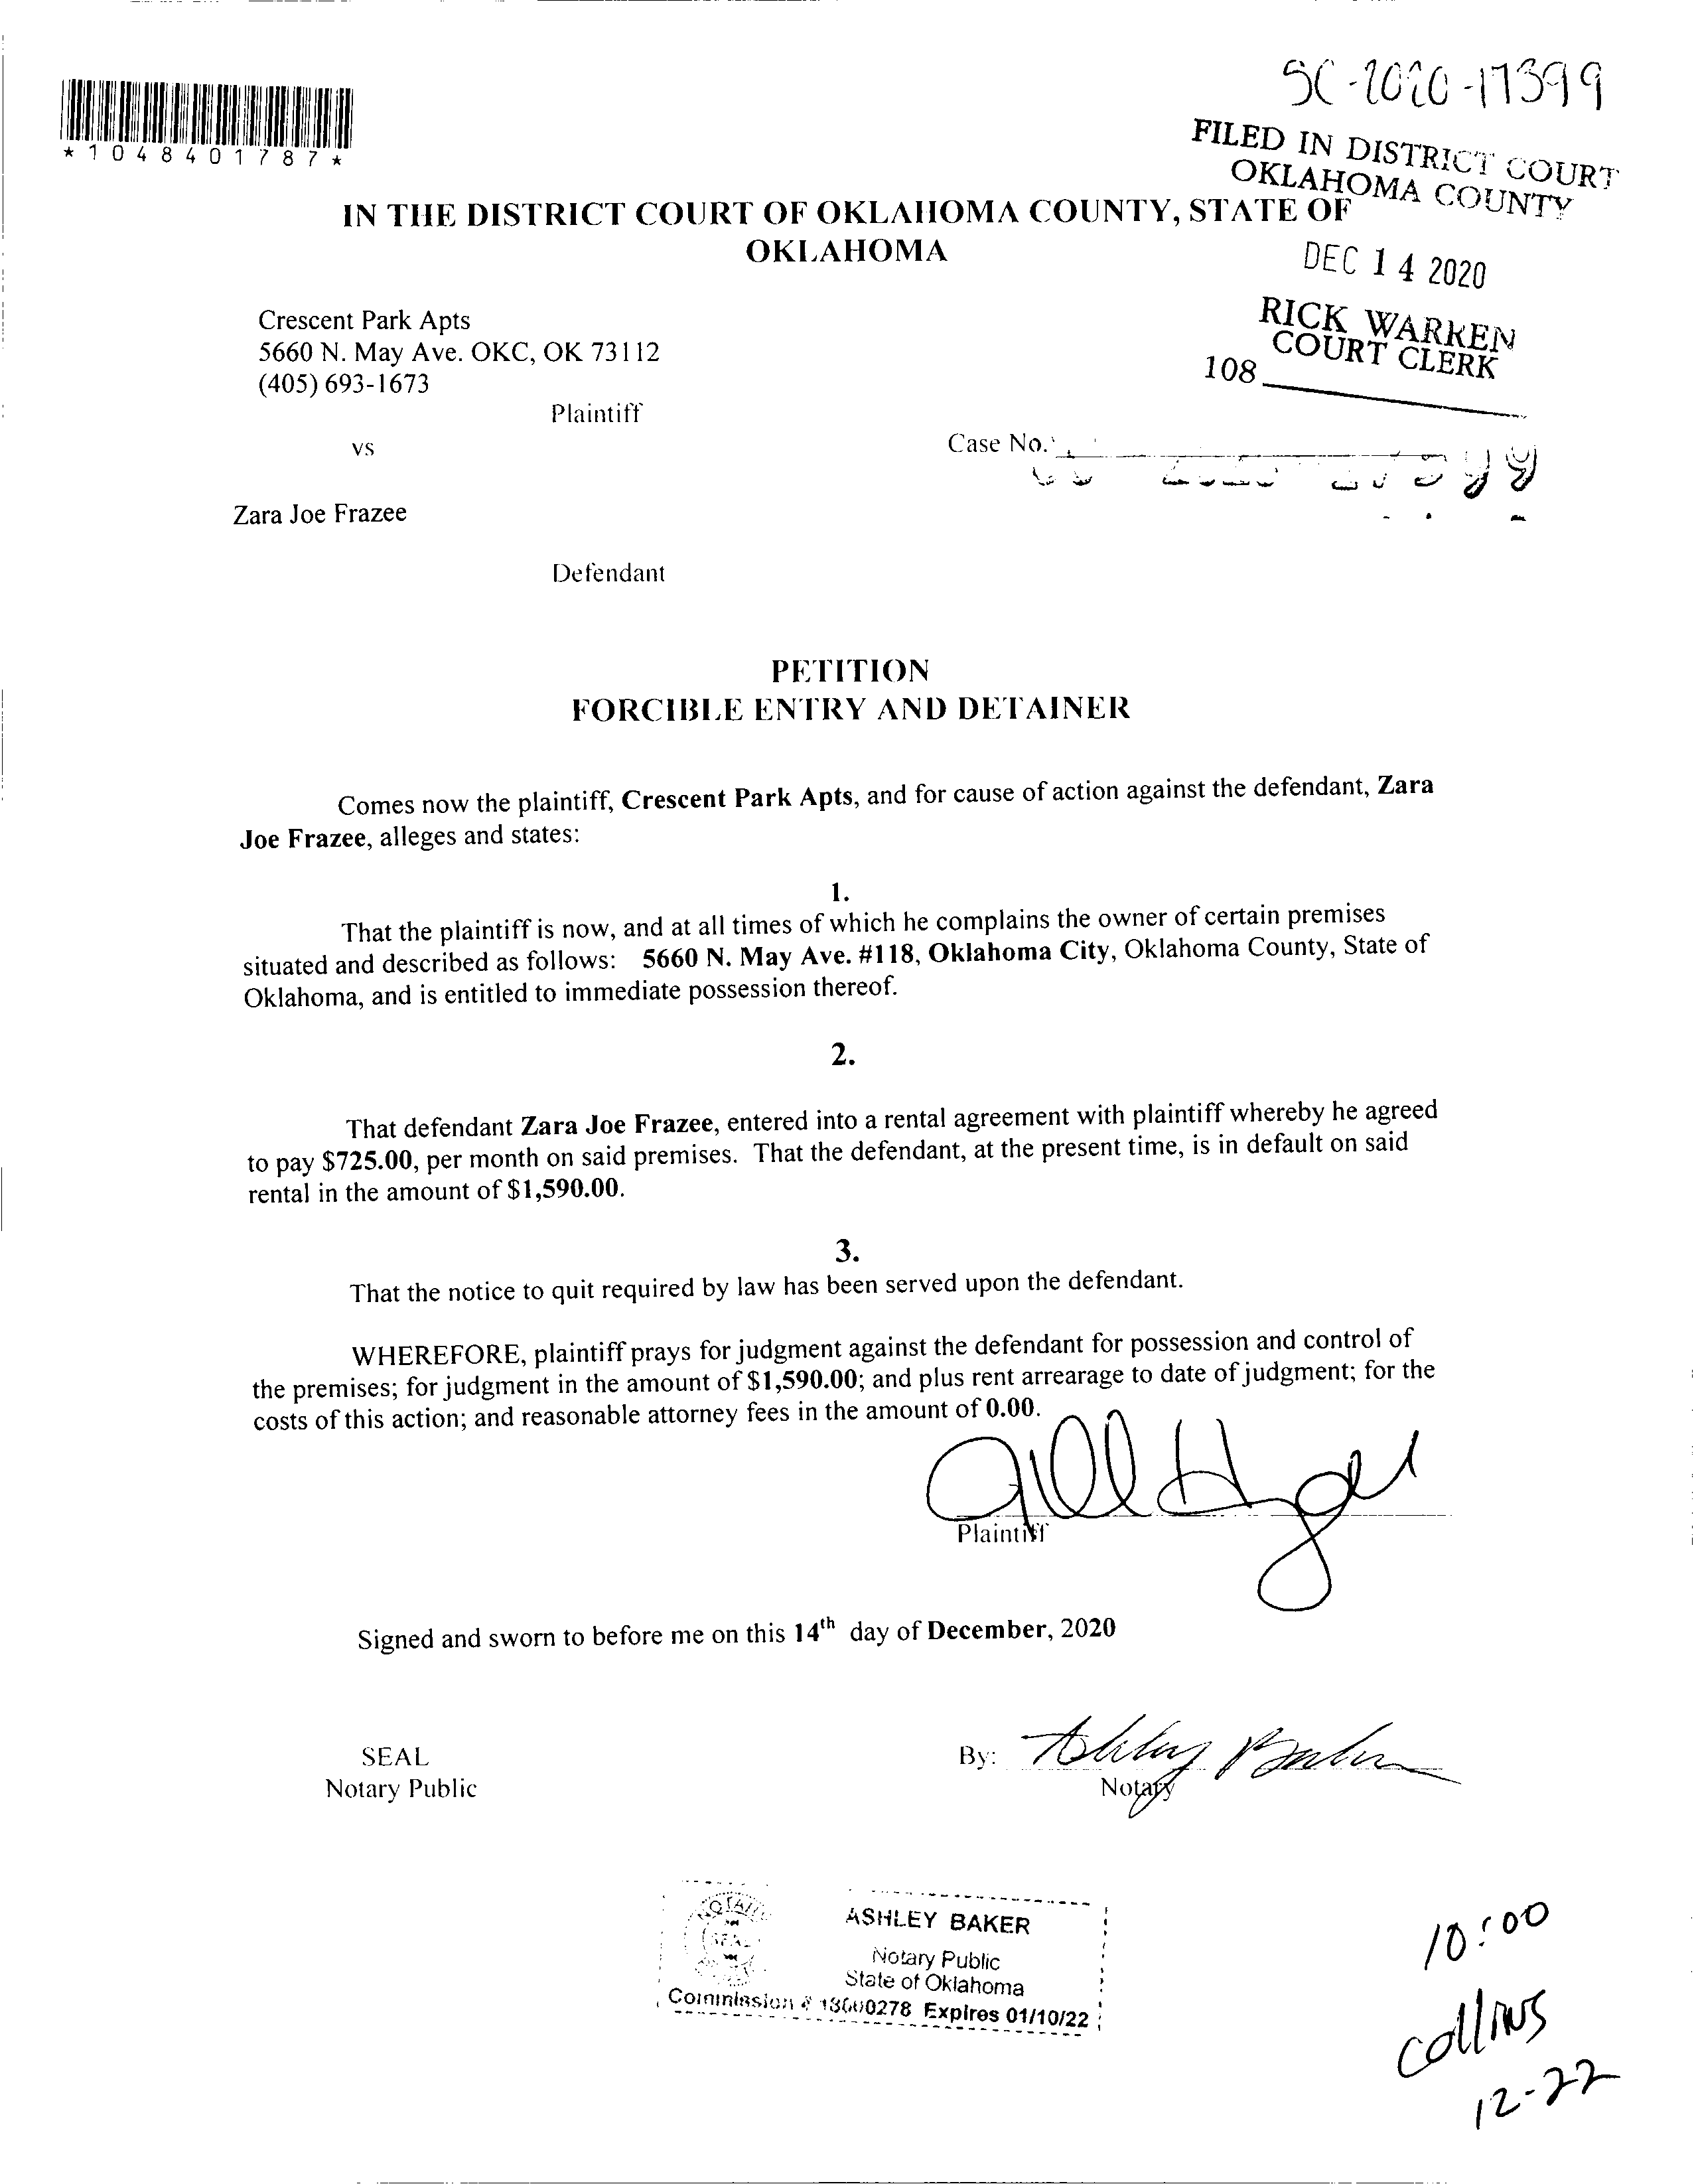 SC-2020-17399
*1048401787*
FILED IN DISTRICT COURT
OKLAHOMA COUNTY
IN THE DISTRICT COURT OF OKLAHOMA COUNTY, STATE OF
OKLAHOMA
DEC 14 2020
RICK WARREN
COURT CLERK
108
Crescent Park Apts
5660 N. May Ave. OKC, OK 73112
(405) 693-1673
Plaintiff
vs
Case No.
Zara Joe Frazee
Defendant
PETITION
FORCIBLE ENTRY AND DETAINER
Comes now the plaintiff, Crescent Park Apts, and for cause of action against the defendant, Zara
Joe Frazee, alleges and states:
1.
That the plaintiff is now, and at all times of which he complains the owner of certain premises
situated and described as follows: 5660 N. May Ave. #118, Oklahoma City, Oklahoma County, State of
Oklahoma, and is entitled to immediate possession thereof.
2.
That defendant Zara Joe Frazee, entered into a rental agreement with plaintiff whereby he agreed
to pay $725.00, per month on said premises. That the defendant, at the present time, is in default on said
rental in the amount of $1,590.00.
3.
That the notice to quit required by law has been served upon the defendant.
WHEREFORE, plaintiff prays for judgment against the defendant for possession and control of
the premises; for judgment in the amount of $1,590.00; and plus rent arrearage to date of judgment; for the
costs of this action; and reasonable attorney fees in the amount of 0.00.
Plaintiff
Signed and sworn to before me on this 14th day of December, 2020
SEAL
Notary Public
By: Ashley Baker
Notary
ASHLEY BAKER
Notary Public
State of Oklahoma
Commission # 18000278 Expires 01/10/22
10:00
Collins
12-22